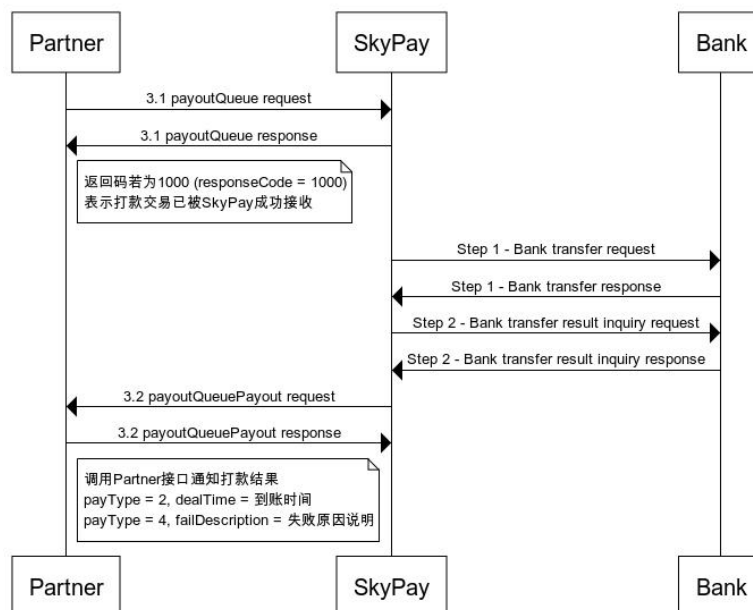 Partner
SkyPay
Bank
3.1 payoutQueue request
3.1 payoutQueue response
返回码若为1000 (responseCode = 1000)
表示打款交易已被SkyPay成功接收
Step 1 - Bank transfer request
Step 1 - Bank transfer response
Step 2 - Bank transfer result inquiry request
Step 2 - Bank transfer result inquiry response
3.2 payoutQueuePayout request
3.2 payoutQueuePayout response
调用Partner接口通知打款结果
payType = 2, dealTime = 到账时间
payType = 4, failDescription = 失败原因说明
Partner
SkyPay
Bank